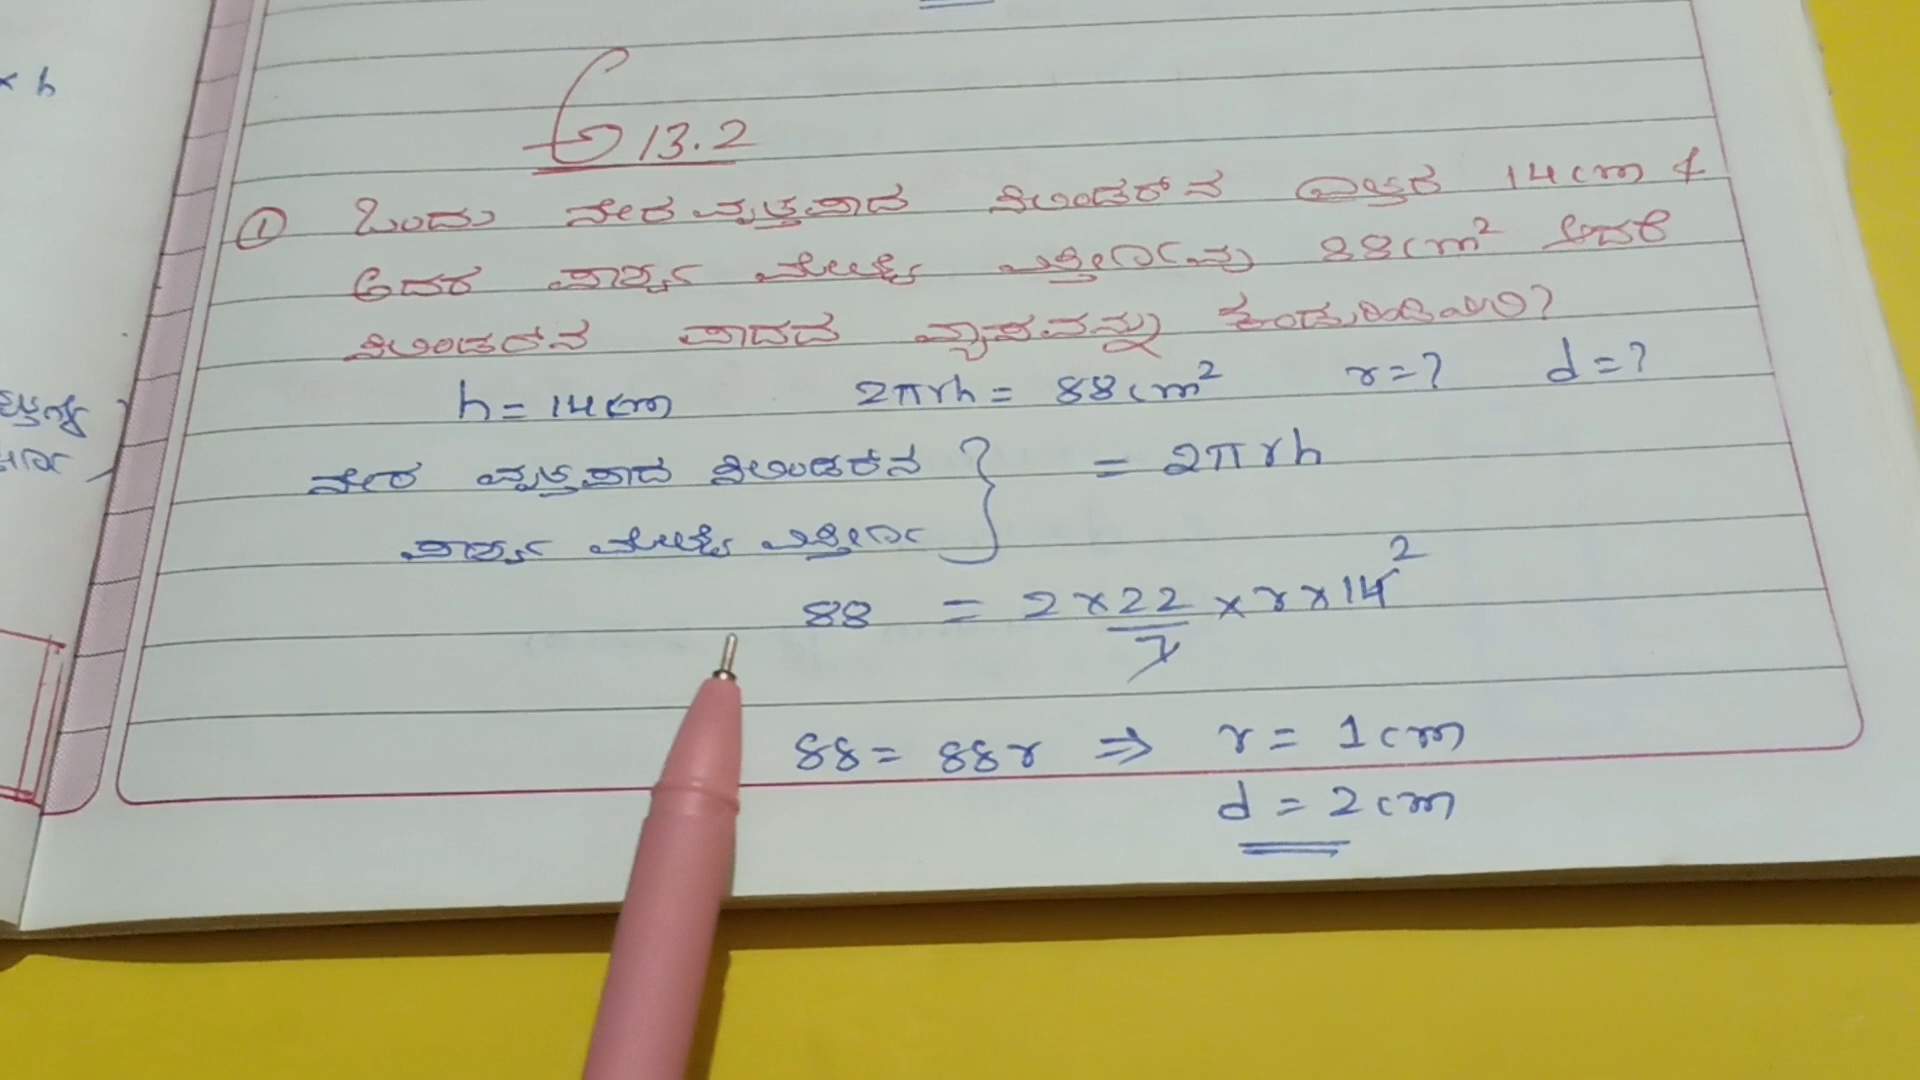 × h
ಅ 13.2
① ಒಂದು ನೇರ ವೃತ್ತಪಾದ ಸಿಲಿಂಡರ್ ನ ಎತ್ತರ 14cm &
ಅದರ ಪಾರ್ಶ್ವ ಮೇಲ್ಮೈ ವಿಸ್ತೀರ್ಣವು 88cm² ಆದರೆ
ಸಿಲಿಂಡರಿನ ಪಾದದ ವ್ಯಾಸವನ್ನು ಕಂಡುಹಿಡಿಯಿರಿ?
h = 14cm 2πrh = 88cm² r = ? d = ?
ನೇರ ವೃತ್ತಪಾದ ಸಿಲಿಂಡರಿನ } = 2πrh
ಪಾರ್ಶ್ವ ಮೇಲ್ಮೈ ವಿಸ್ತೀರ್ಣ
88 = 2 × 22/7 × r × 14 2
88 = 88r ⇒ r = 1cm
d = 2cm